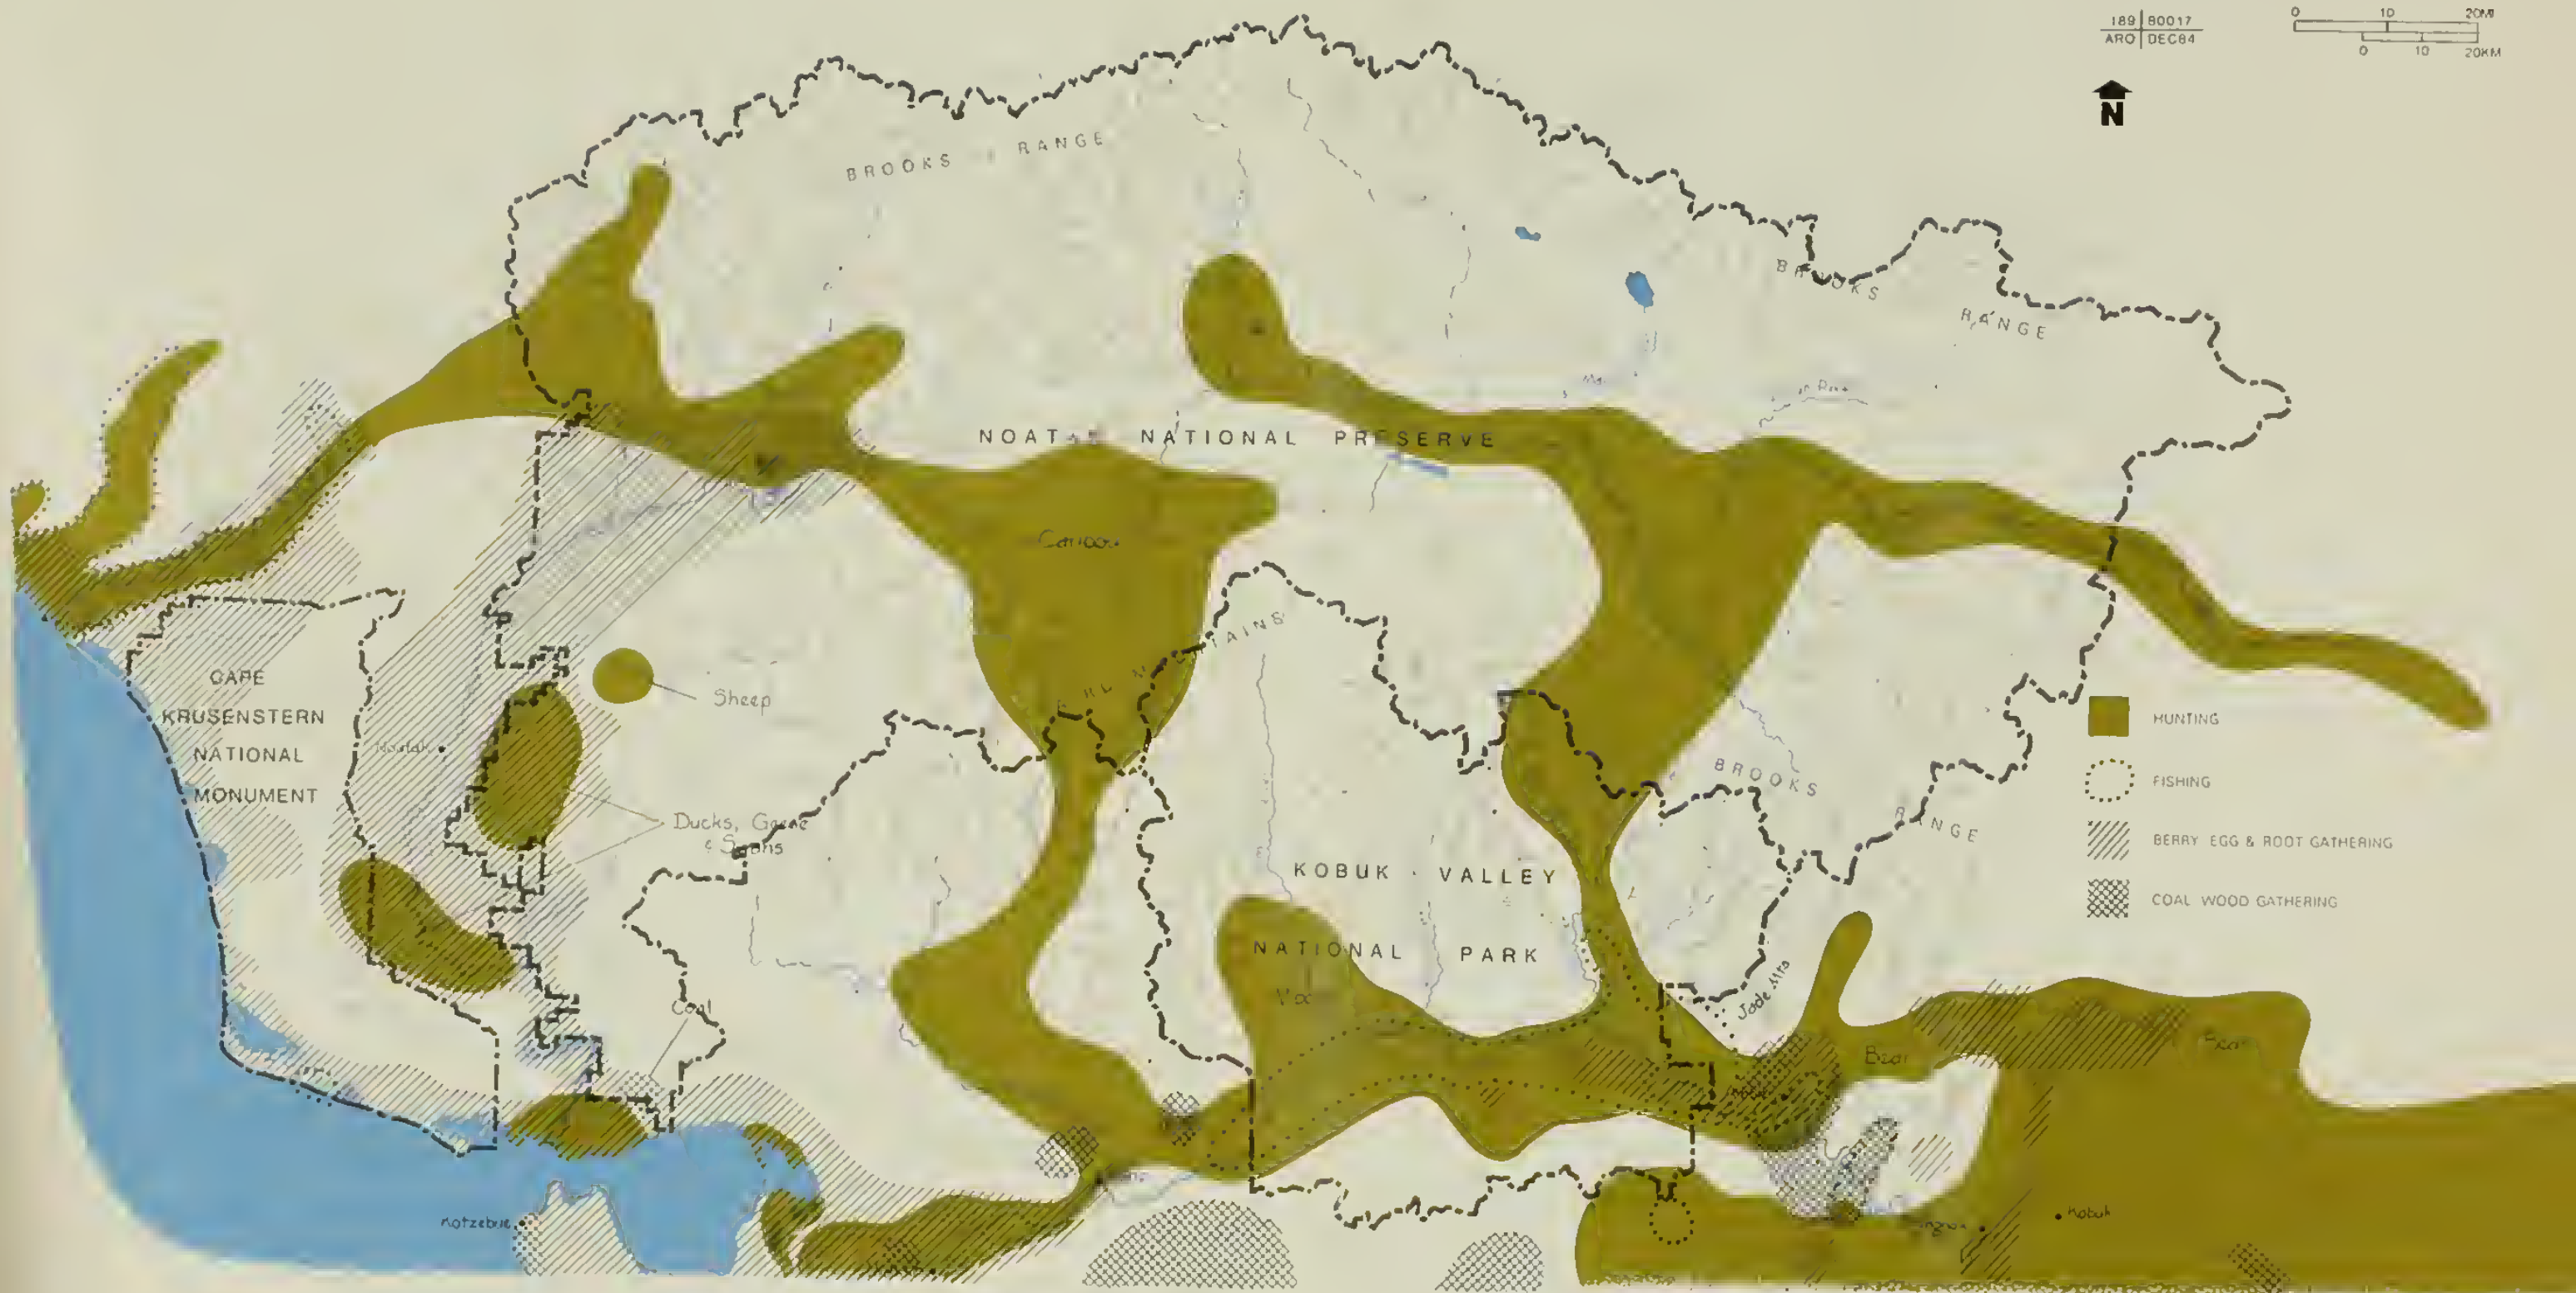 189 80017
ARO DEC84
0 10 20MI
0 10 20KM
N
BROOKS RANGE
BROOKS
RANGE
NOATAK NATIONAL PRESERVE
Caribou
CAPE
KRUSENSTERN
NATIONAL
MONUMENT
Noatak
Sheep
Ducks, Geese
& Swans
HUNTING
FISHING
BERRY EGG & ROOT GATHERING
COAL WOOD GATHERING
BROOKS
RANGE
KOBUK VALLEY
NATIONAL PARK
Coal
Jade Mts
Bear
Bear
Kotzebue
Kobuk